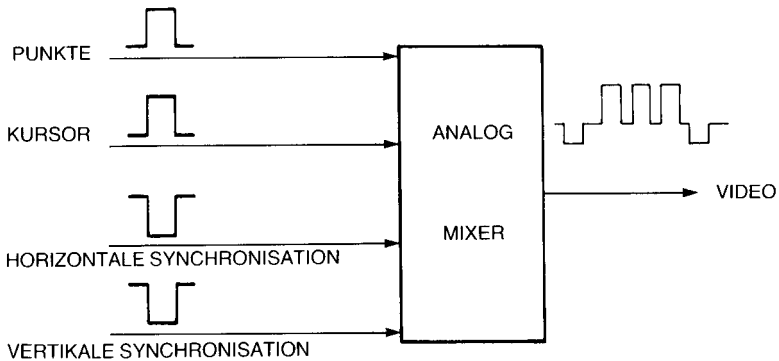 PUNKTE
KURSOR
HORIZONTALE SYNCHRONISATION
VERTIKALE SYNCHRONISATION
ANALOG
MIXER
VIDEO